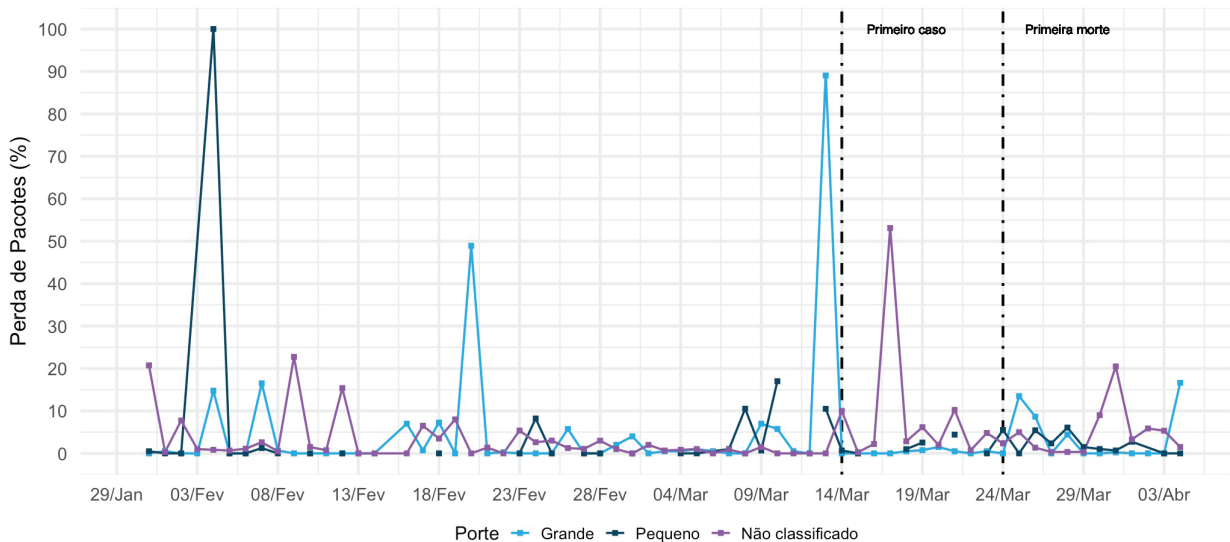 Perda de Pacotes (%)
100
90
80
70
60
50
40
30
20
10
0
Primeiro caso
Primeira morte
29/Jan 03/Fev 08/Fev 13/Fev 18/Fev 23/Fev 28/Fev 04/Mar 09/Mar 14/Mar 19/Mar 24/Mar 29/Mar 03/Abr
Porte Grande Pequeno Não classificado